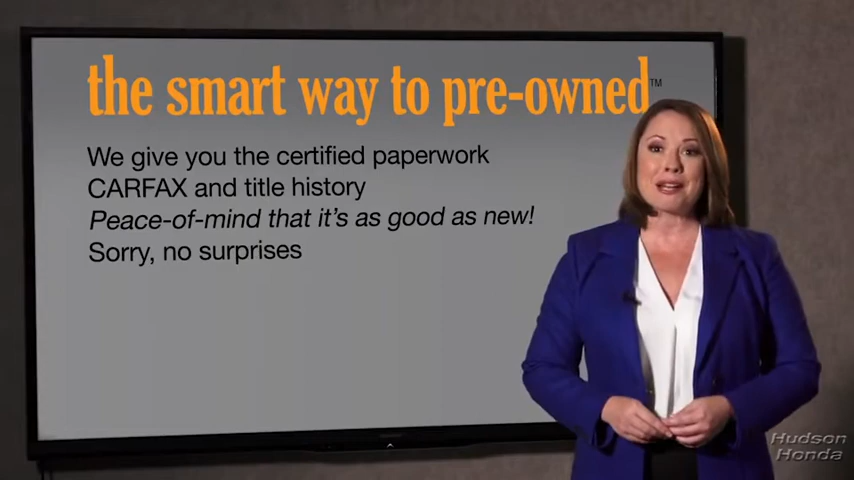 the smart way to pre-owned™
We give you the certified paperwork
CARFAX and title history
Peace-of-mind that it's as good as new!
Sorry, no surprises
Hudson
Honda